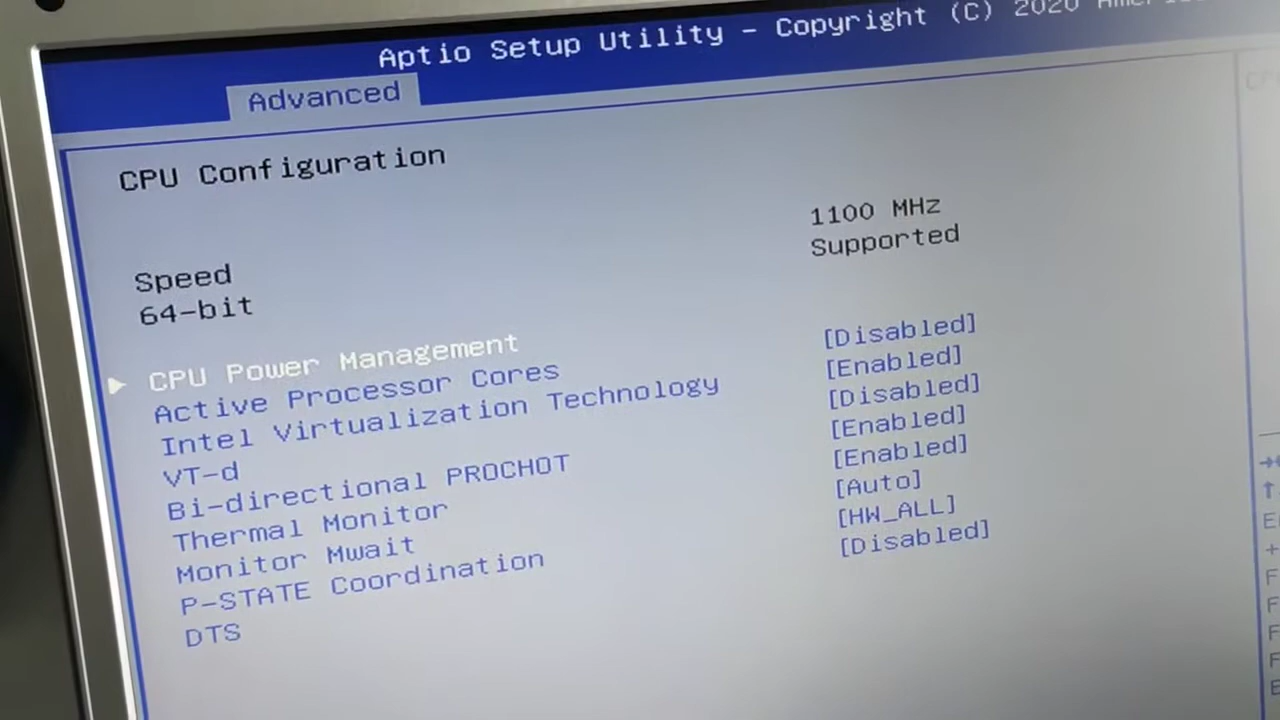 Aptio Setup Utility – Copyright (C) 2020
Advanced
CPU Configuration
Speed 1100 MHz
64-bit Supported
CPU Power Management
Active Processor Cores [Disabled]
Intel Virtualization Technology [Enabled]
VT-d [Disabled]
Bi-directional PROCHOT [Enabled]
Thermal Monitor [Enabled]
Monitor Mwait [Auto]
P-STATE Coordination [HW_ALL]
DTS [Disabled]